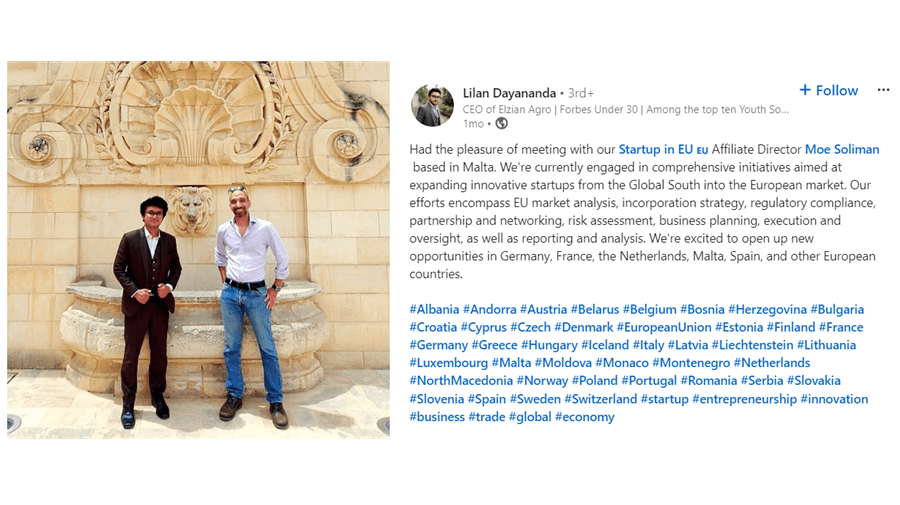 Lilan Dayananda • 3rd+
+ Follow
···
CEO of Elzian Agro | Forbes Under 30 | Among the top ten Youth So...
1mo •
Had the pleasure of meeting with our Startup in EU ᴇᴜ Affiliate Director Moe Soliman
based in Malta. We're currently engaged in comprehensive initiatives aimed at
expanding innovative startups from the Global South into the European market. Our
efforts encompass EU market analysis, incorporation strategy, regulatory compliance,
partnership and networking, risk assessment, business planning, execution and
oversight, as well as reporting and analysis. We're excited to open up new
opportunities in Germany, France, the Netherlands, Malta, Spain, and other European
countries.
#Albania #Andorra #Austria #Belarus #Belgium #Bosnia #Herzegovina #Bulgaria
#Croatia #Cyprus #Czech #Denmark #EuropeanUnion #Estonia #Finland #France
#Germany #Greece #Hungary #Iceland #Italy #Latvia #Liechtenstein #Lithuania
#Luxembourg #Malta #Moldova #Monaco #Montenegro #Netherlands
#NorthMacedonia #Norway #Poland #Portugal #Romania #Serbia #Slovakia
#Slovenia #Spain #Sweden #Switzerland #startup #entrepreneurship #innovation
#business #trade #global #economy